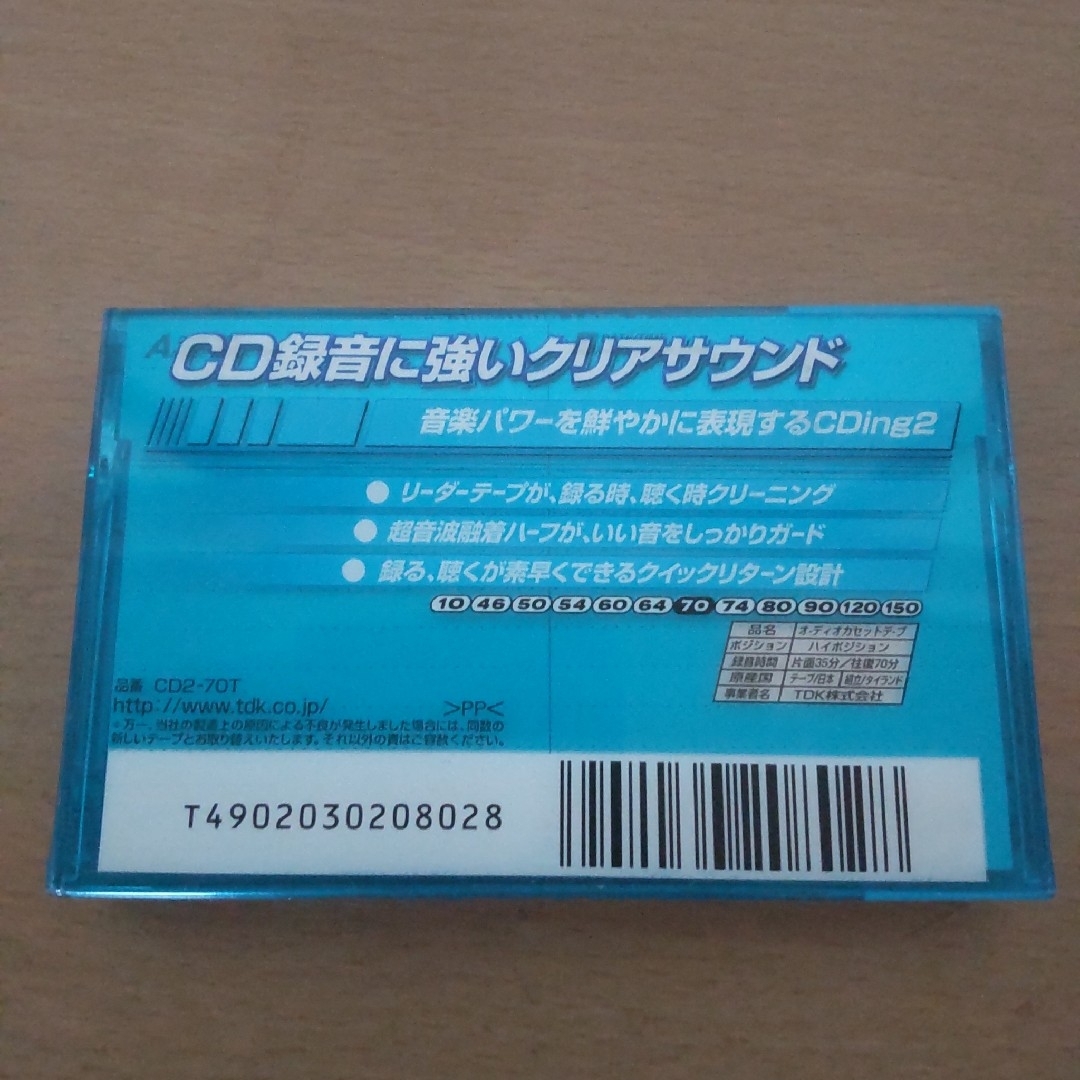 CD録音に強いクリアサウンド
音楽パワーを鮮やかに表現するCDing2
● リーダーテープが、録る時、聴く時クリーニング
● 超音波融着ハーフが、いい音をしっかりガード
● 録る、聴くが素早くできるクイックリターン設計
10 46 50 54 60 64 70 74 80 90 120 150
品名 オーディオカセットテープ
ポジション ハイポジション
録音時間 片面35分/往復70分
原産国 テープ/日本 組立/タイランド
事業者名 TDK株式会社
品番 CD2-70T
http://www.tdk.co.jp/ >PP<
*万一、当社の製造上の原因による不良が発生しました場合には、同数の
新しいテープとお取り替えいたします。それ以外の責はご容赦ください。
T4902030208028